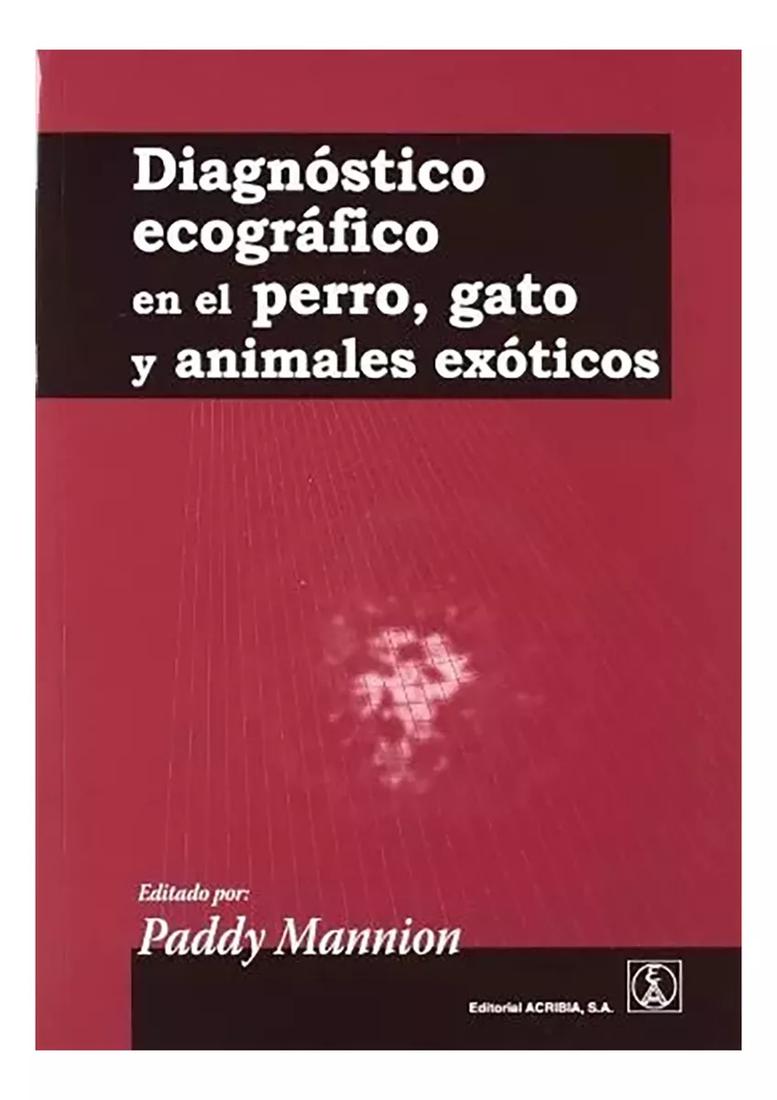 Diagnóstico
ecográfico
en el perro, gato
y animales exóticos
Editado por:
Paddy Mannion
Editorial ACRIBIA, S.A.